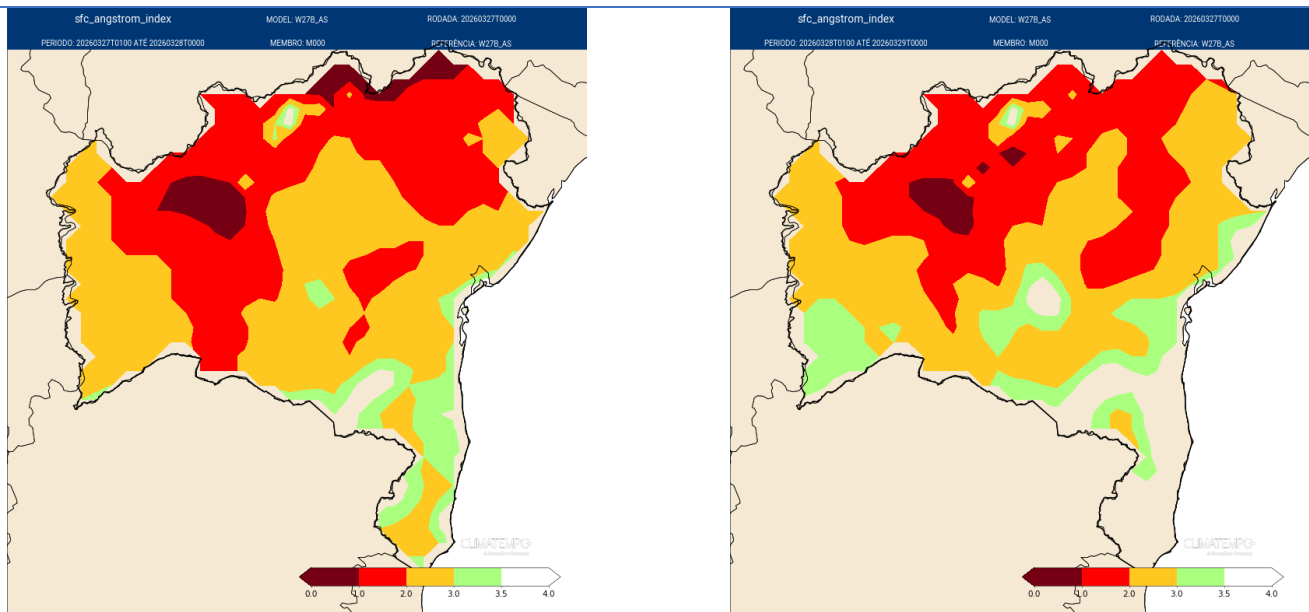 sfc_angstrom_index MODEL: W27B_AS RODADA: 20260327T0000
PERIODO: 20260327T0100 ATÉ 20260328T0000 MEMBRO: M000 REFERÊNCIA: W27B_AS
CLIMATEMPO
0.0 1.0 2.0 3.0 3.5 4.0
sfc_angstrom_index MODEL: W27B_AS RODADA: 20260327T0000
PERIODO: 20260328T0100 ATÉ 20260329T0000 MEMBRO: M000 REFERÊNCIA: W27B_AS
CLIMATEMPO
0.0 1.0 2.0 3.0 3.5 4.0